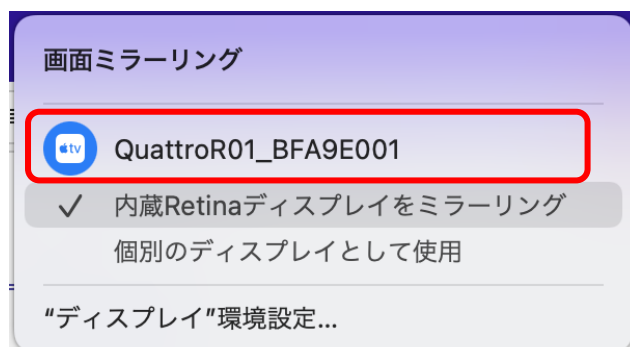 画面ミラーリング
tv
QuattroR01_BFA9E001
内蔵Retinaディスプレイをミラーリング
個別のディスプレイとして使用
“ディスプレイ”環境設定...